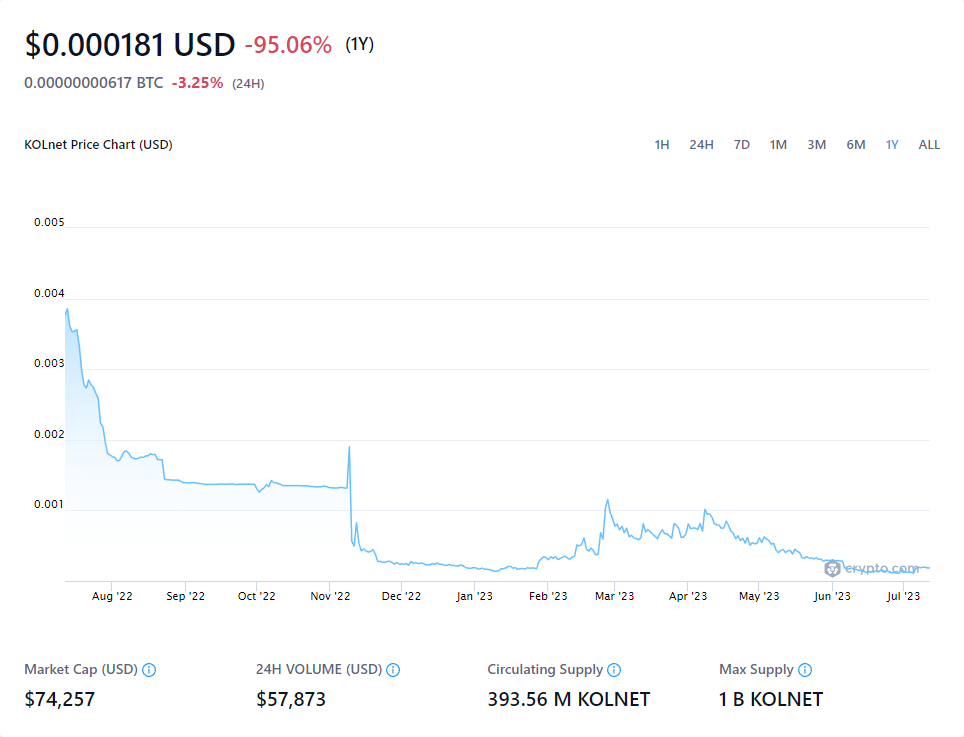 $0.000181 USD -95.06% (1Y)
0.00000000617 BTC -3.25% (24H)
KOLnet Price Chart (USD) 1H 24H 7D 1M 3M 6M 1Y ALL
0.005
0.004
0.003
0.002
0.001
crypto.com
Aug '22 Sep '22 Oct '22 Nov '22 Dec '22 Jan '23 Feb '23 Mar '23 Apr '23 May '23 Jun '23 Jul '23
Market Cap (USD) 24H VOLUME (USD) Circulating Supply Max Supply
$74,257 $57,873 393.56 M KOLNET 1 B KOLNET